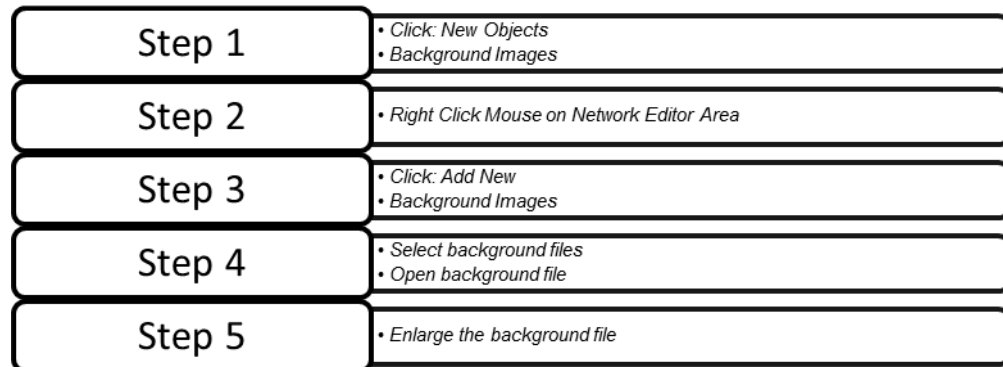 Step 1
• Click: New Objects
• Background Images
Step 2
• Right Click Mouse on Network Editor Area
Step 3
• Click: Add New
• Background Images
Step 4
• Select background files
• Open background file
Step 5
• Enlarge the background file